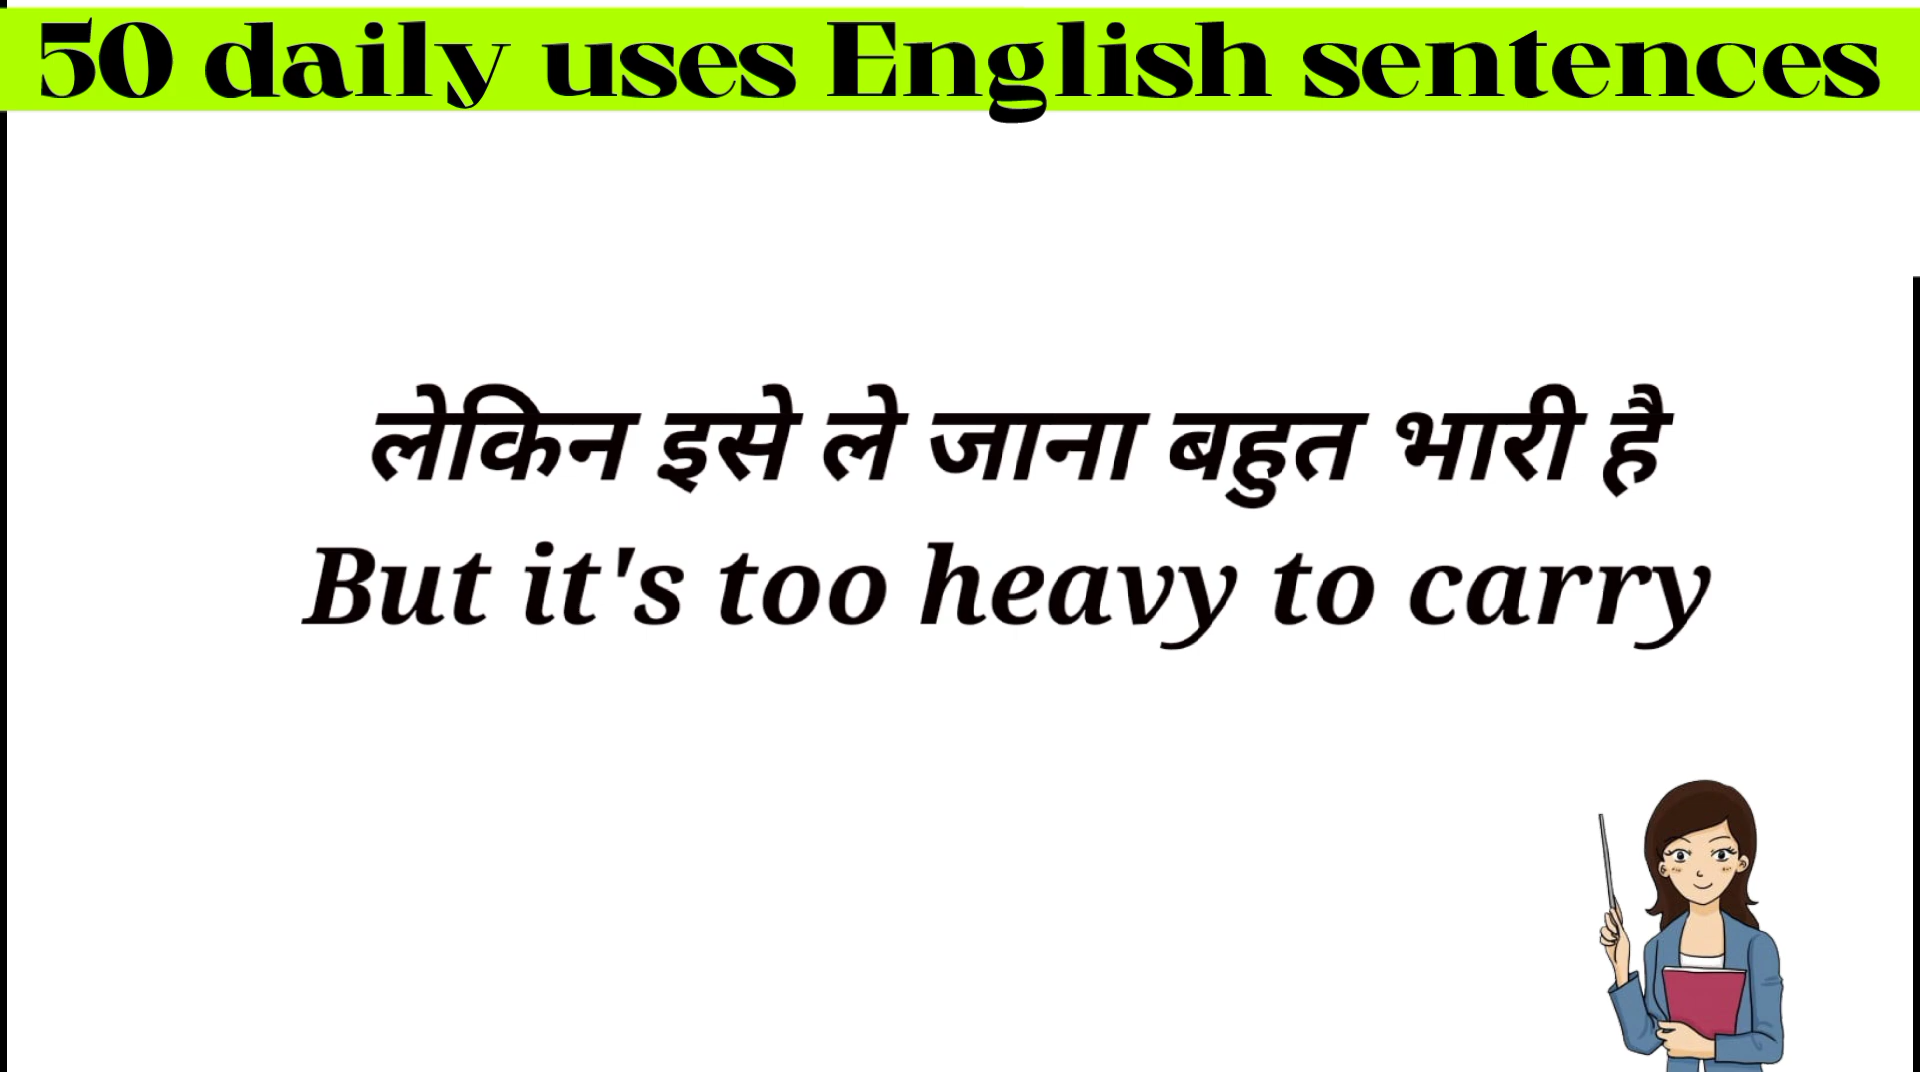 50 daily uses English sentences
लेकिन इसे ले जाना बहुत भारी है
But it's too heavy to carry